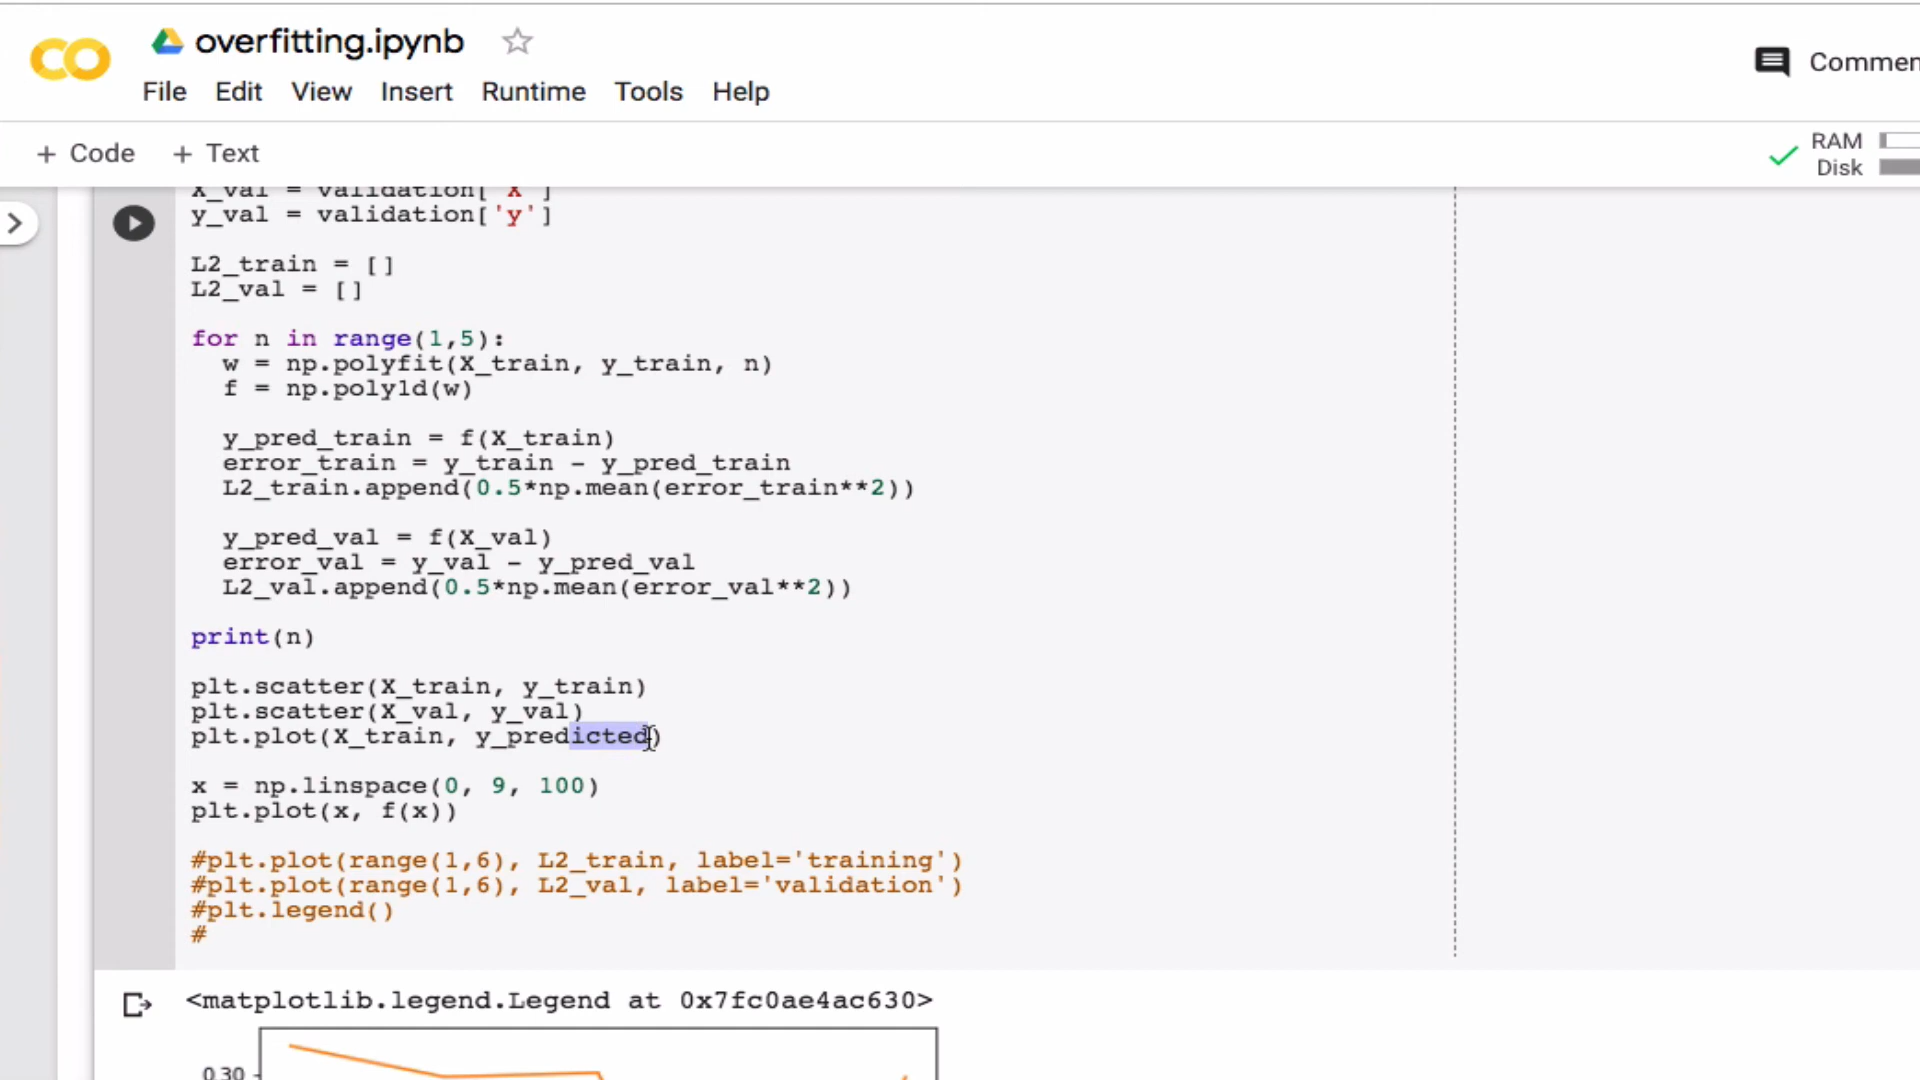 overfitting.ipynb
File Edit View Insert Runtime Tools Help
Commen
+ Code + Text
RAM
Disk
X_val = validation['X']
y_val = validation['y']
L2_train = []
L2_val = []
for n in range(1,5):
w = np.polyfit(X_train, y_train, n)
f = np.poly1d(w)
y_pred_train = f(X_train)
error_train = y_train - y_pred_train
L2_train.append(0.5*np.mean(error_train**2))
y_pred_val = f(X_val)
error_val = y_val - y_pred_val
L2_val.append(0.5*np.mean(error_val**2))
print(n)
plt.scatter(X_train, y_train)
plt.scatter(X_val, y_val)
plt.plot(X_train, y_predicted)
x = np.linspace(0, 9, 100)
plt.plot(x, f(x))
#plt.plot(range(1,6), L2_train, label='training')
#plt.plot(range(1,6), L2_val, label='validation')
#plt.legend()
#
<matplotlib.legend.Legend at 0x7fc0ae4ac630>
0.30